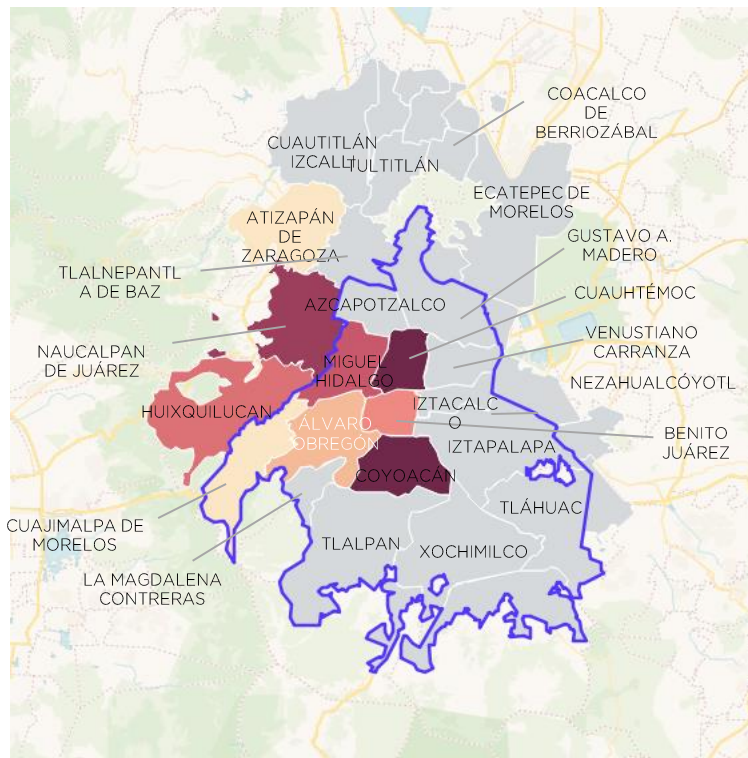 COACALCO
DE
BERRIOZÁBAL
CUAUTITLÁN
IZCALLI
TULTITLÁN
ECATEPEC DE
MORELOS
ATIZAPÁN
DE
ZARAGOZA
GUSTAVO A.
MADERO
TLALNEPANTL
A DE BAZ
AZCAPOTZALCO
CUAUHTÉMOC
NAUCALPAN
DE JUÁREZ
VENUSTIANO
CARRANZA
MIGUEL
HIDALGO
NEZAHUALCÓYOTL
HUIXQUILUCAN
IZTACALC
O
ÁLVARO
OBREGÓN
BENITO
JUÁREZ
IZTAPALAPA
COYOACÁN
TLÁHUAC
CUAJIMALPA DE
MORELOS
TLALPAN
XOCHIMILCO
LA MAGDALENA
CONTRERAS